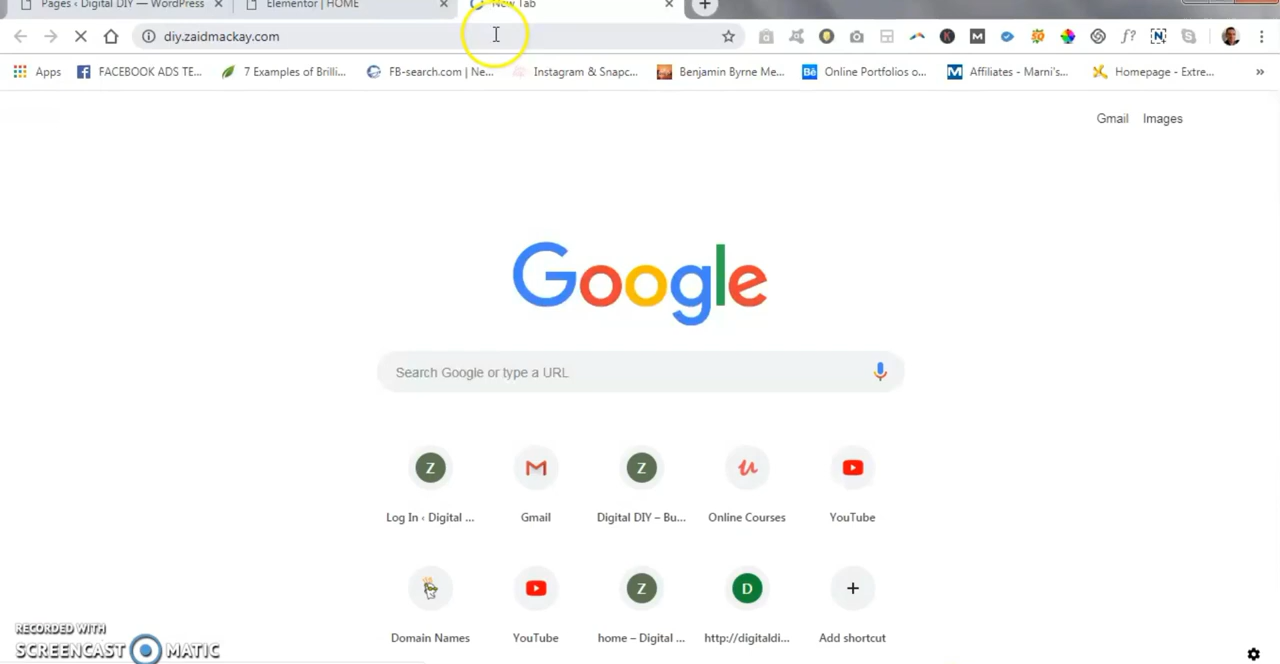 Pages ‹ Digital DIY — WordPress
Elementor | HOME
New Tab
diy.zaidmackay.com
Apps
FACEBOOK ADS TE...
7 Examples of Brilli...
FB-search.com | Ne...
Instagram & Snapc...
Benjamin Byrne Me...
Online Portfolios o...
Affiliates - Marni's...
Homepage - Extre...
»
Gmail
Images
Google
Search Google or type a URL
Z
Z
Log In ‹ Digital ...
Gmail
Digital DIY – Bu...
Online Courses
YouTube
Z
D
Domain Names
YouTube
home – Digital ...
http://digitaldi...
Add shortcut
RECORDED WITH
SCREENCAST MATIC